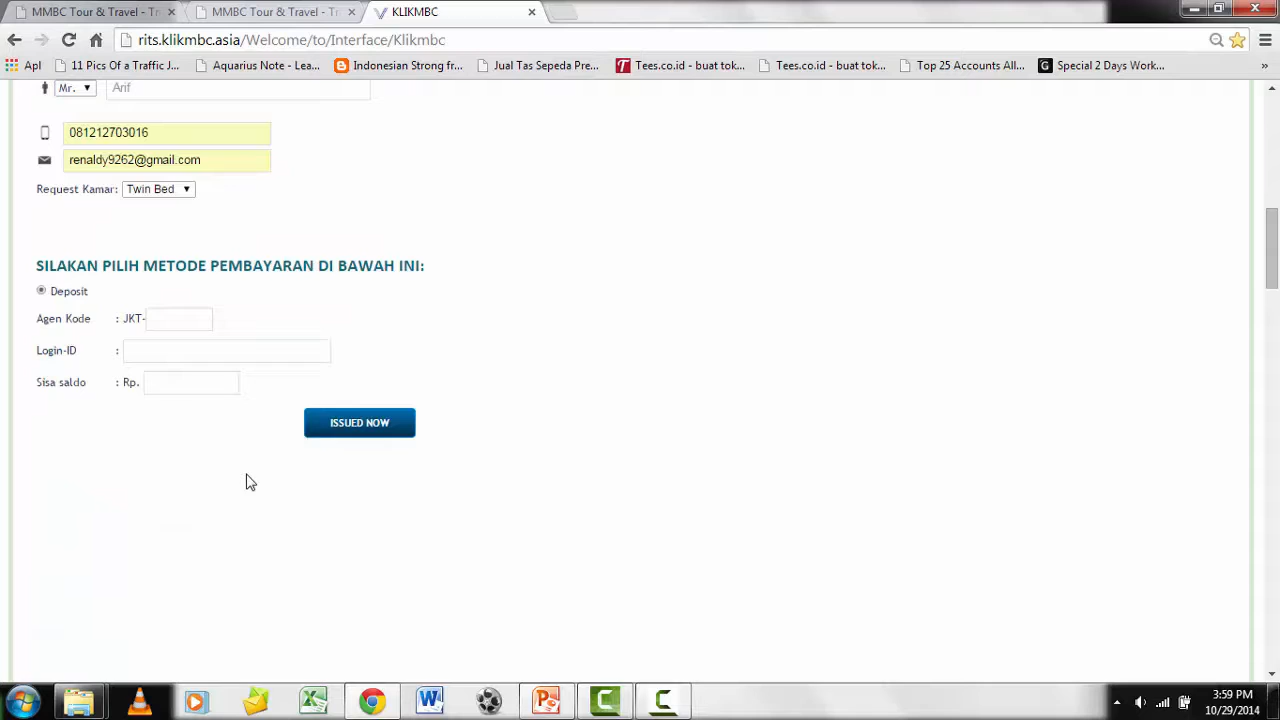 MMBC Tour & Travel - Tr
MMBC Tour & Travel - Tr
KLIKMBC
rits.klikmbc.asia/Welcome/to/Interface/Klikmbc
Apl
11 Pics Of a Traffic J...
Aquarius Note - Lea...
Indonesian Strong fr...
Jual Tas Sepeda Pre...
Tees.co.id - buat tok...
Tees.co.id - buat tok...
Top 25 Accounts All...
Special 2 Days Work...
»
Mr.
Arif
081212703016
renaldy9262@gmail.com
Request Kamar: Twin Bed
SILAKAN PILIH METODE PEMBAYARAN DI BAWAH INI:
Deposit
Agen Kode : JKT-
Login-ID :
Sisa saldo : Rp.
ISSUED NOW
3:59 PM
10/29/2014